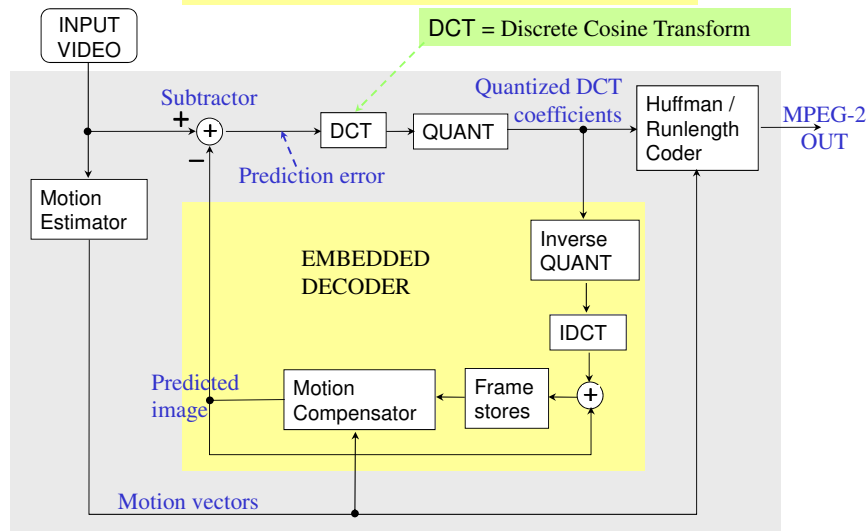 INPUT
VIDEO
DCT = Discrete Cosine Transform
Subtractor
+
+
−
DCT
QUANT
Quantized DCT
coefficients
Huffman /
Runlength
Coder
MPEG-2
OUT
Prediction error
Motion
Estimator
EMBEDDED
DECODER
Inverse
QUANT
IDCT
+
Frame
stores
Motion
Compensator
Predicted
image
Motion vectors